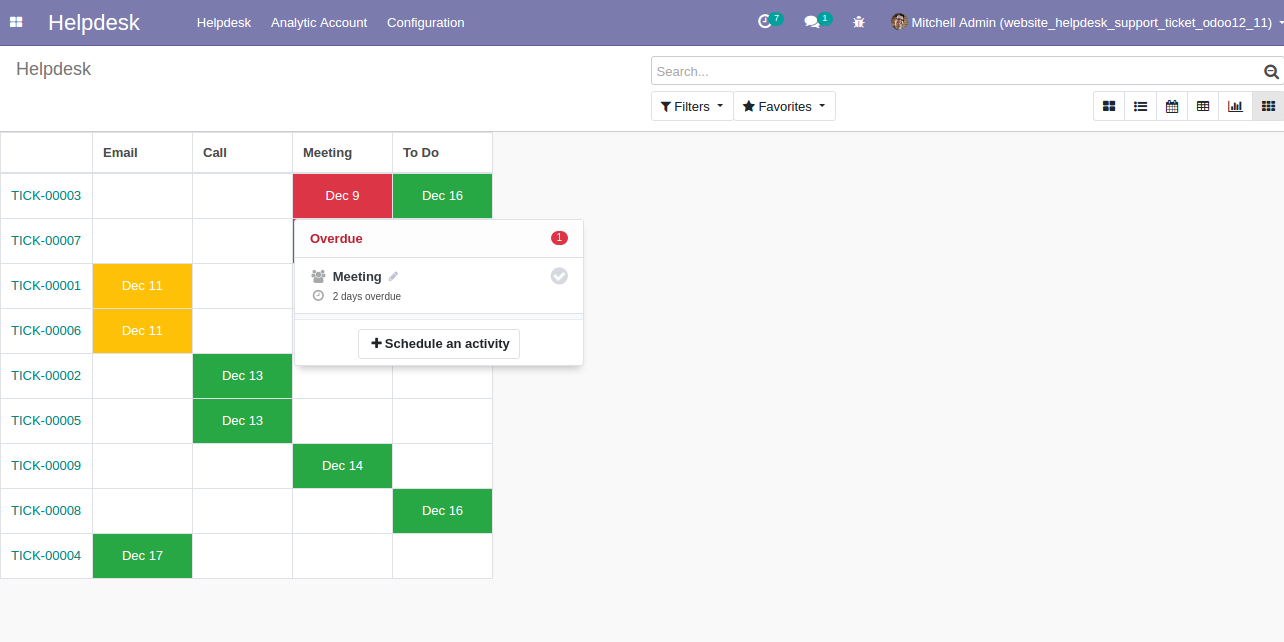 Helpdesk Helpdesk Analytic Account Configuration 7 1 Mitchell Admin (website_helpdesk_support_ticket_odoo12_11)
Helpdesk
Search...
Filters Favorites
Email Call Meeting To Do
TICK-00003 Dec 9 Dec 16
TICK-00007
Overdue 1
TICK-00001 Dec 11
Meeting
2 days overdue
TICK-00006 Dec 11
Schedule an activity
TICK-00002 Dec 13
TICK-00005 Dec 13
TICK-00009 Dec 14
TICK-00008 Dec 16
TICK-00004 Dec 17